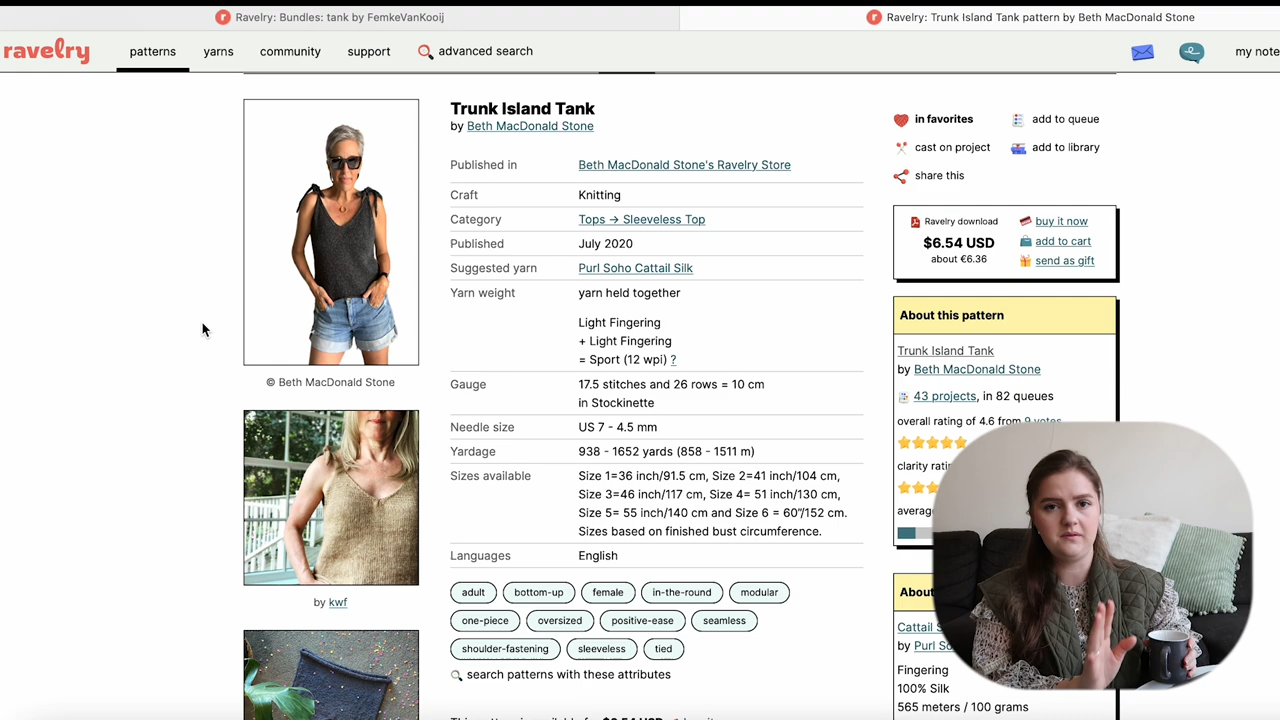 Ravelry: Bundles: tank by FemkeVanKooij
Ravelry: Trunk Island Tank pattern by Beth MacDonald Stone
ravelry
patterns
yarns
community
support
advanced search
my note
Trunk Island Tank
by Beth MacDonald Stone
Published in
Beth MacDonald Stone's Ravelry Store
Craft
Knitting
Category
Tops → Sleeveless Top
Published
July 2020
Suggested yarn
Purl Soho Cattail Silk
Yarn weight
yarn held together
Light Fingering
+ Light Fingering
= Sport (12 wpi) ?
Gauge
17.5 stitches and 26 rows = 10 cm
in Stockinette
Needle size
US 7 - 4.5 mm
Yardage
938 - 1652 yards (858 - 1511 m)
Sizes available
Size 1=36 inch/91.5 cm, Size 2=41 inch/104 cm,
Size 3=46 inch/117 cm, Size 4= 51 inch/130 cm,
Size 5= 55 inch/140 cm and Size 6 = 60”/152 cm.
Sizes based on finished bust circumference.
Languages
English
adult
bottom-up
female
in-the-round
modular
one-piece
oversized
positive-ease
seamless
shoulder-fastening
sleeveless
tied
search patterns with these attributes
© Beth MacDonald Stone
by kwf
in favorites
add to queue
cast on project
add to library
share this
Ravelry download
$6.54 USD
about €6.36
buy it now
add to cart
send as gift
About this pattern
Trunk Island Tank
by Beth MacDonald Stone
43 projects, in 82 queues
overall rating of 4.6 from 9 votes
clarity ratin
averag
Abou
Cattail S
by Purl So
Fingering
100% Silk
565 meters / 100 grams